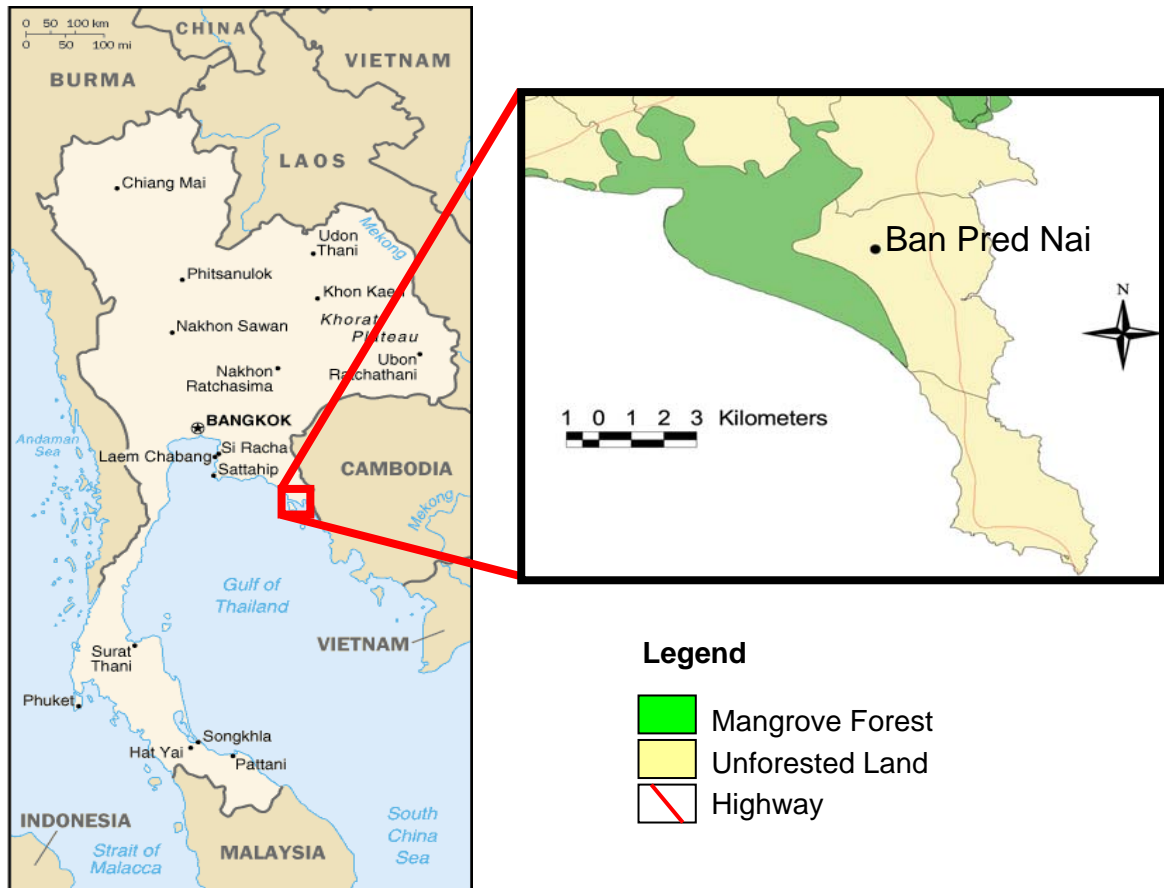 0 50 100 km
0 50 100 mi
CHINA
VIETNAM
BURMA
LAOS
Chiang Mai
Mekong
Udon
Thani
Phitsanulok
Khon Kaen
Nakhon Sawan
Khorat
Plateau
Nakhon
Ratchasima
Ubon
Ratchathani
BANGKOK
Andaman
Sea
Si Racha
Laem Chabang
Sattahip
CAMBODIA
Mekong
Gulf of
Thailand
VIETNAM
Surat
Thani
Phuket
Songkhla
Hat Yai
Pattani
INDONESIA
Strait of
Malacca
MALAYSIA
South
China
Sea
Ban Pred Nai
N
1 0 1 2 3 Kilometers
Legend
Mangrove Forest
Unforested Land
Highway